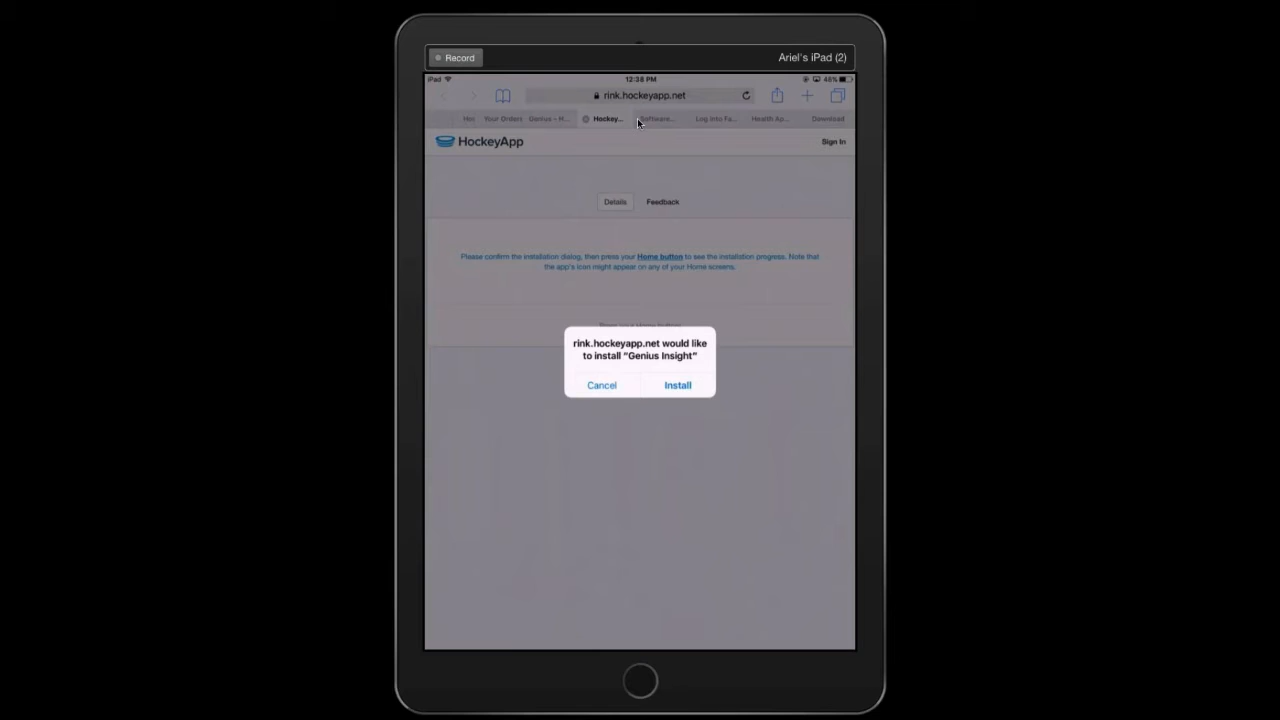 Record
Ariel's iPad (2)
iPad
12:38 PM
48%
rink.hockeyapp.net
Your Orders
Genius – H...
Hockey...
Software...
Log into Fa...
Health Ap...
Download
HockeyApp
Sign In
Details
Feedback
Please confirm the installation dialog, then press your Home button to see the installation progress. Note that
the app's icon might appear on any of your Home screens.
rink.hockeyapp.net would like
to install “Genius Insight”
Cancel
Install